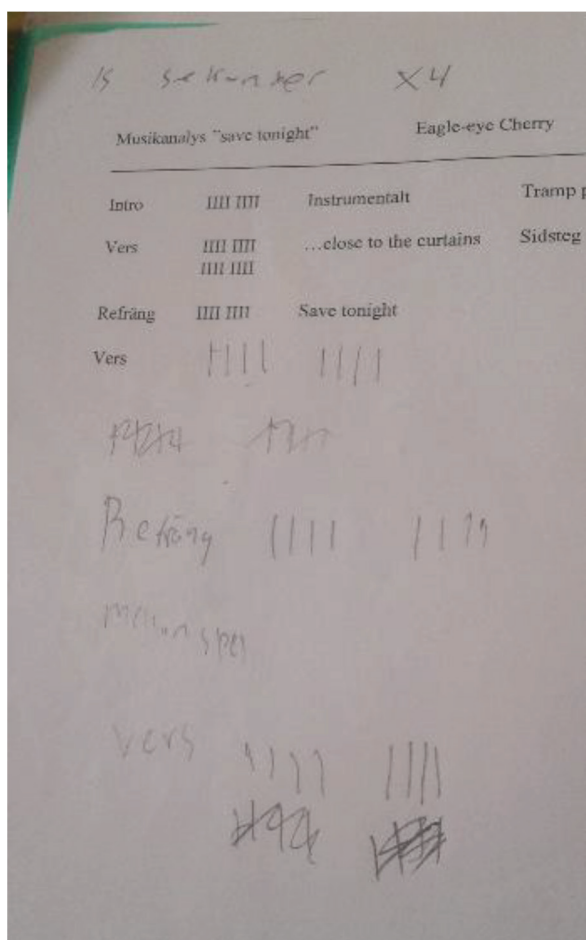 15 sekunder X4
Musikanalys "save tonight" Eagle-eye Cherry
Intro IIII IIII Instrumentalt Tramp p
Vers IIII IIII ...close to the curtains Sidsteg
IIII IIII
Refräng IIII IIII Save tonight
Vers IIII IIII
Refräng IIII IIII
mellanspel
Vers IIII IIII